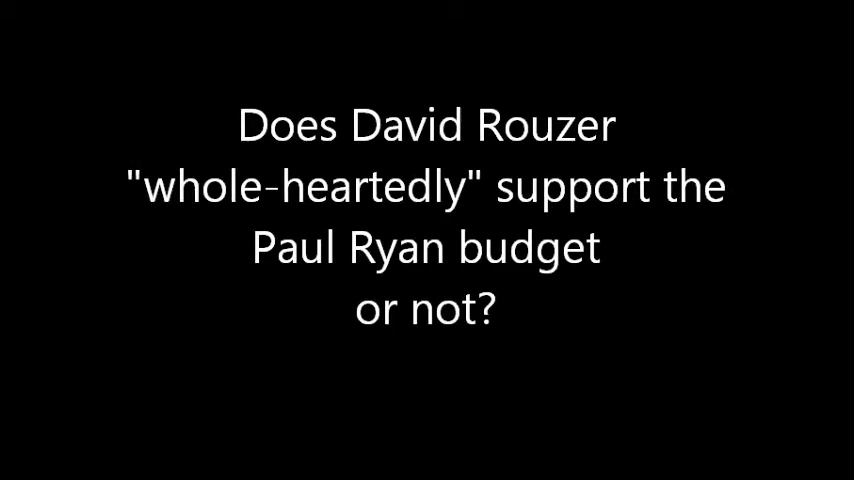 Does David Rouzer
"whole-heartedly" support the
Paul Ryan budget
or not?